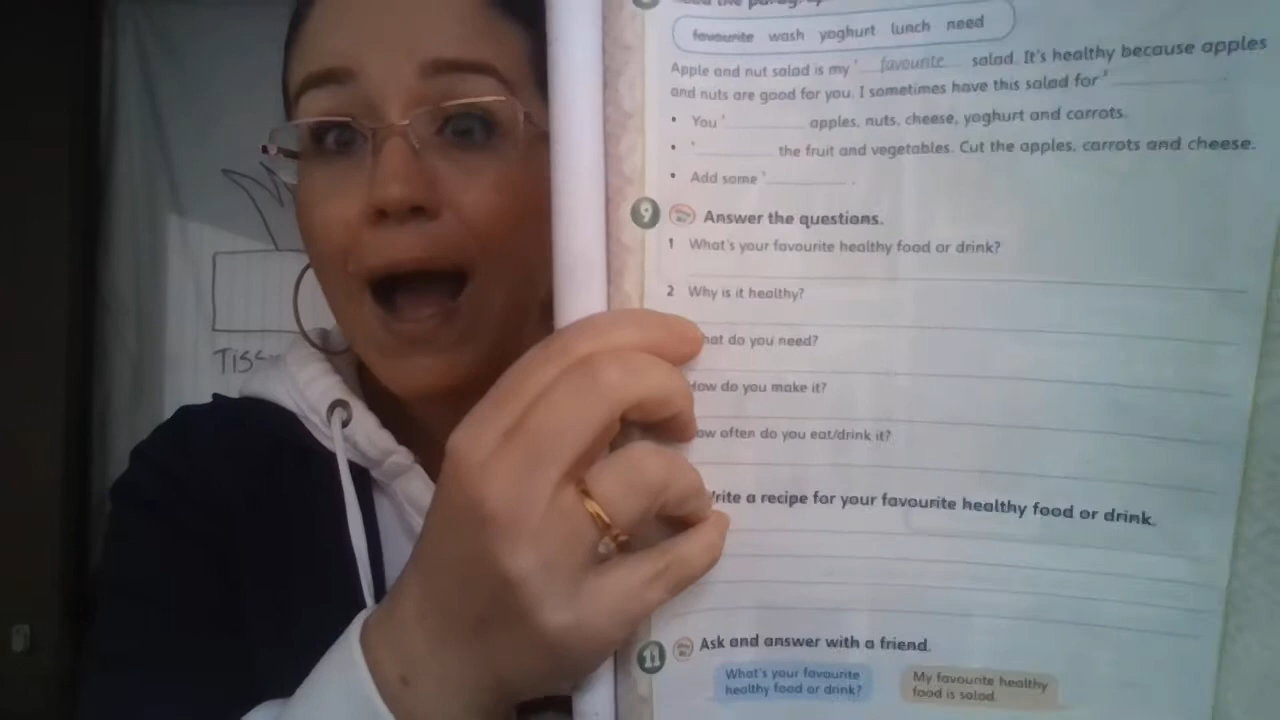 favourite wash yoghurt lunch need
Apple and nut salad is my favourite salad. It's healthy because apples
and nuts are good for you. I sometimes have this salad for
• You apples, nuts, cheese, yoghurt and carrots.
• the fruit and vegetables. Cut the apples, carrots and cheese.
• Add some .
9 Answer the questions.
1 What's your favourite healthy food or drink?
2 Why is it healthy?
hat do you need?
How do you make it?
ow often do you eat/drink it?
rite a recipe for your favourite healthy food or drink.
11 Ask and answer with a friend.
What's your favourite
healthy food or drink?
My favourite healthy
food is salad.